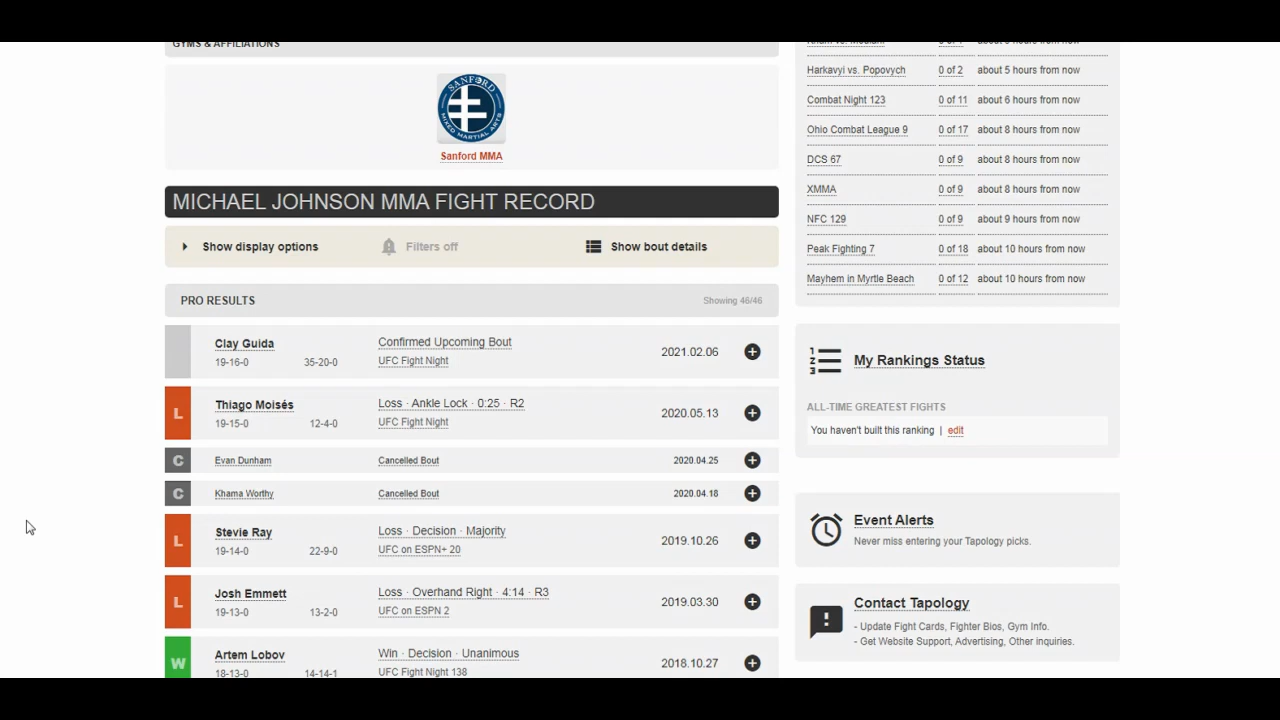 GYMS & AFFILIATIONS
SANFORD
MIXED MARTIAL ARTS
Sanford MMA
MICHAEL JOHNSON MMA FIGHT RECORD
Show display options Filters off Show bout details
PRO RESULTS Showing 46/46
Clay Guida Confirmed Upcoming Bout 2021.02.06
19-16-0 35-20-0 UFC Fight Night
L Thiago Moisés Loss · Ankle Lock · 0:25 · R2 2020.05.13
19-15-0 12-4-0 UFC Fight Night
C Evan Dunham Cancelled Bout 2020.04.25
C Khama Worthy Cancelled Bout 2020.04.18
L Stevie Ray Loss · Decision · Majority 2019.10.26
19-14-0 22-9-0 UFC on ESPN+ 20
L Josh Emmett Loss · Overhand Right · 4:14 · R3 2019.03.30
19-13-0 13-2-0 UFC on ESPN 2
W Artem Lobov Win · Decision · Unanimous 2018.10.27
18-13-0 14-14-1 UFC Fight Night 138
Harkavyi vs. Popovych 0 of 2 about 5 hours from now
Combat Night 123 0 of 11 about 6 hours from now
Ohio Combat League 9 0 of 17 about 8 hours from now
DCS 67 0 of 9 about 8 hours from now
XMMA 0 of 9 about 8 hours from now
NFC 129 0 of 9 about 9 hours from now
Peak Fighting 7 0 of 18 about 10 hours from now
Mayhem in Myrtle Beach 0 of 12 about 10 hours from now
1
2
3
My Rankings Status
ALL-TIME GREATEST FIGHTS
You haven't built this ranking | edit
Event Alerts
Never miss entering your Tapology picks.
Contact Tapology
- Update Fight Cards, Fighter Bios, Gym Info.
- Get Website Support, Advertising, Other inquiries.